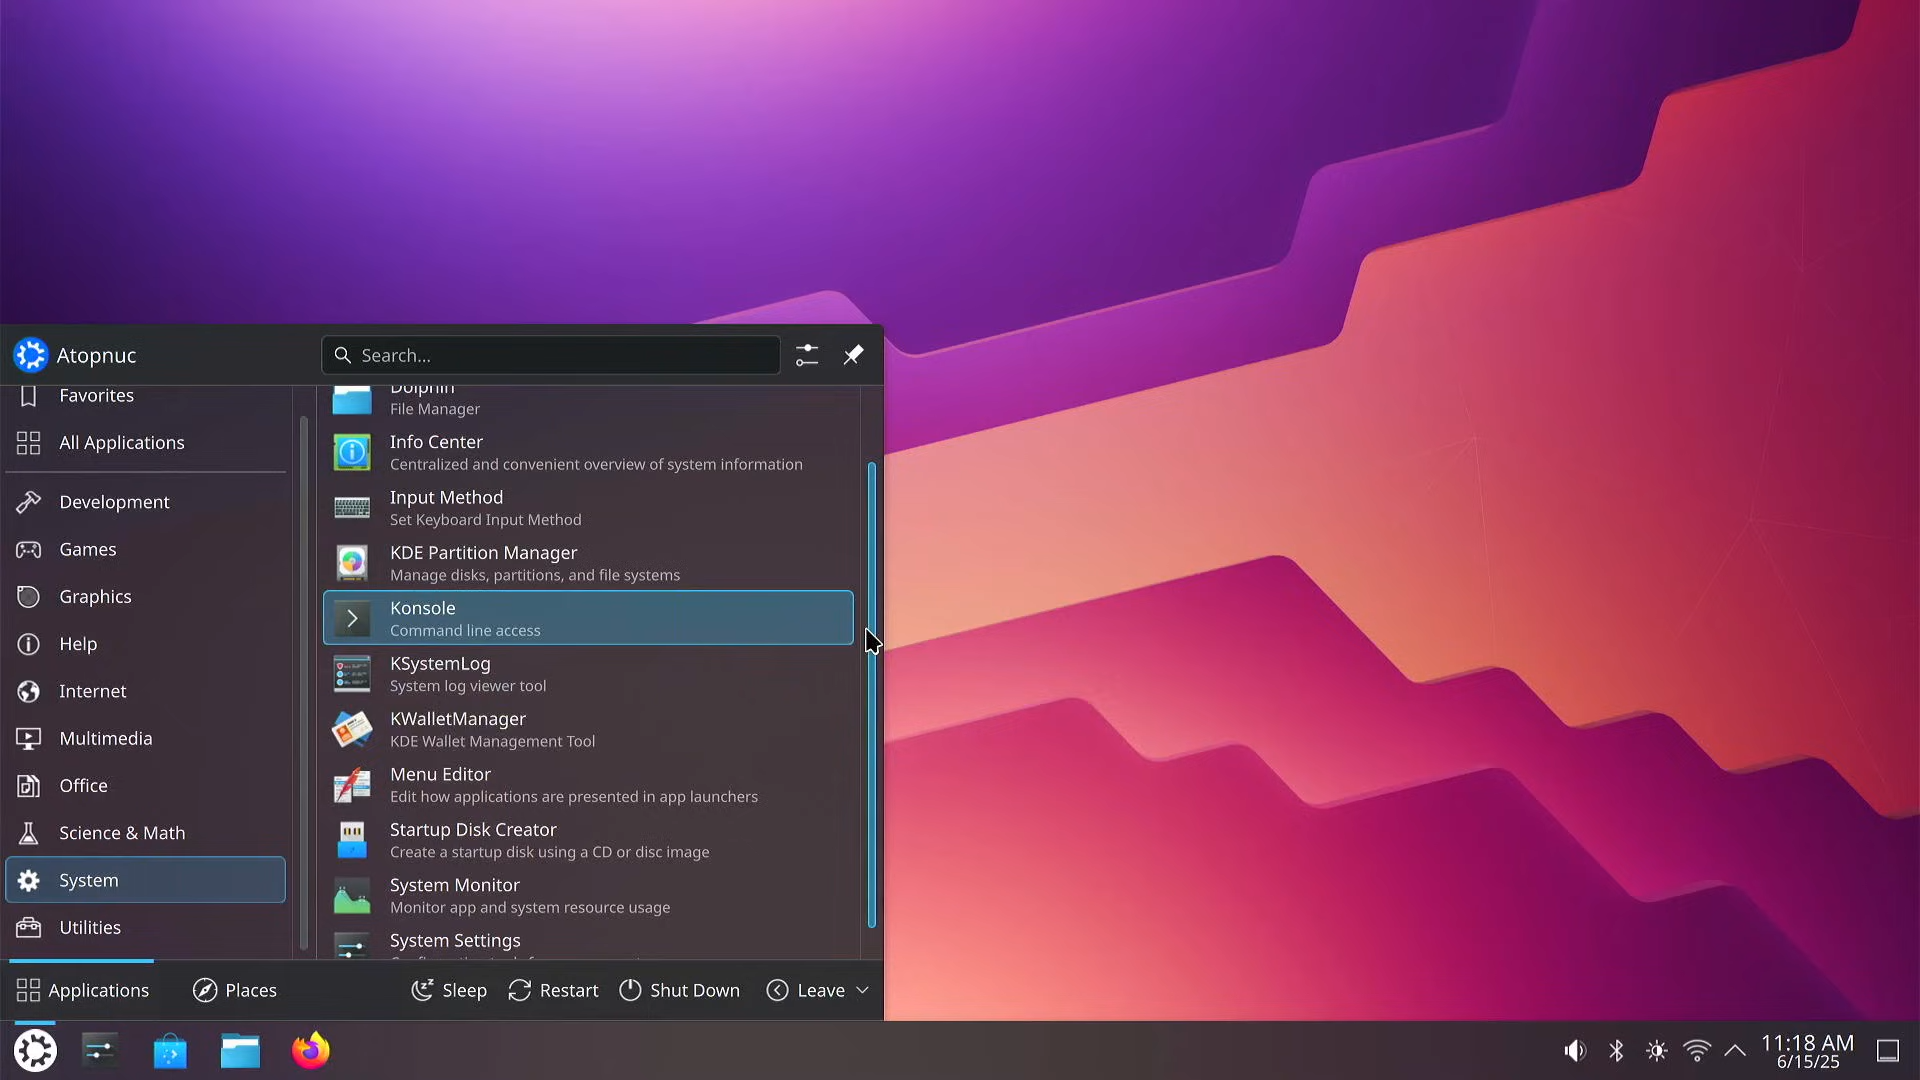 Atopnuc
Search...
Favorites
All Applications
Development
Games
Graphics
Help
Internet
Multimedia
Office
Science & Math
System
Utilities
Dolphin
File Manager
Info Center
Centralized and convenient overview of system information
Input Method
Set Keyboard Input Method
KDE Partition Manager
Manage disks, partitions, and file systems
Konsole
Command line access
KSystemLog
System log viewer tool
KWalletManager
KDE Wallet Management Tool
Menu Editor
Edit how applications are presented in app launchers
Startup Disk Creator
Create a startup disk using a CD or disc image
System Monitor
Monitor app and system resource usage
System Settings
Applications
Places
Sleep
Restart
Shut Down
Leave
11:18 AM
6/15/25